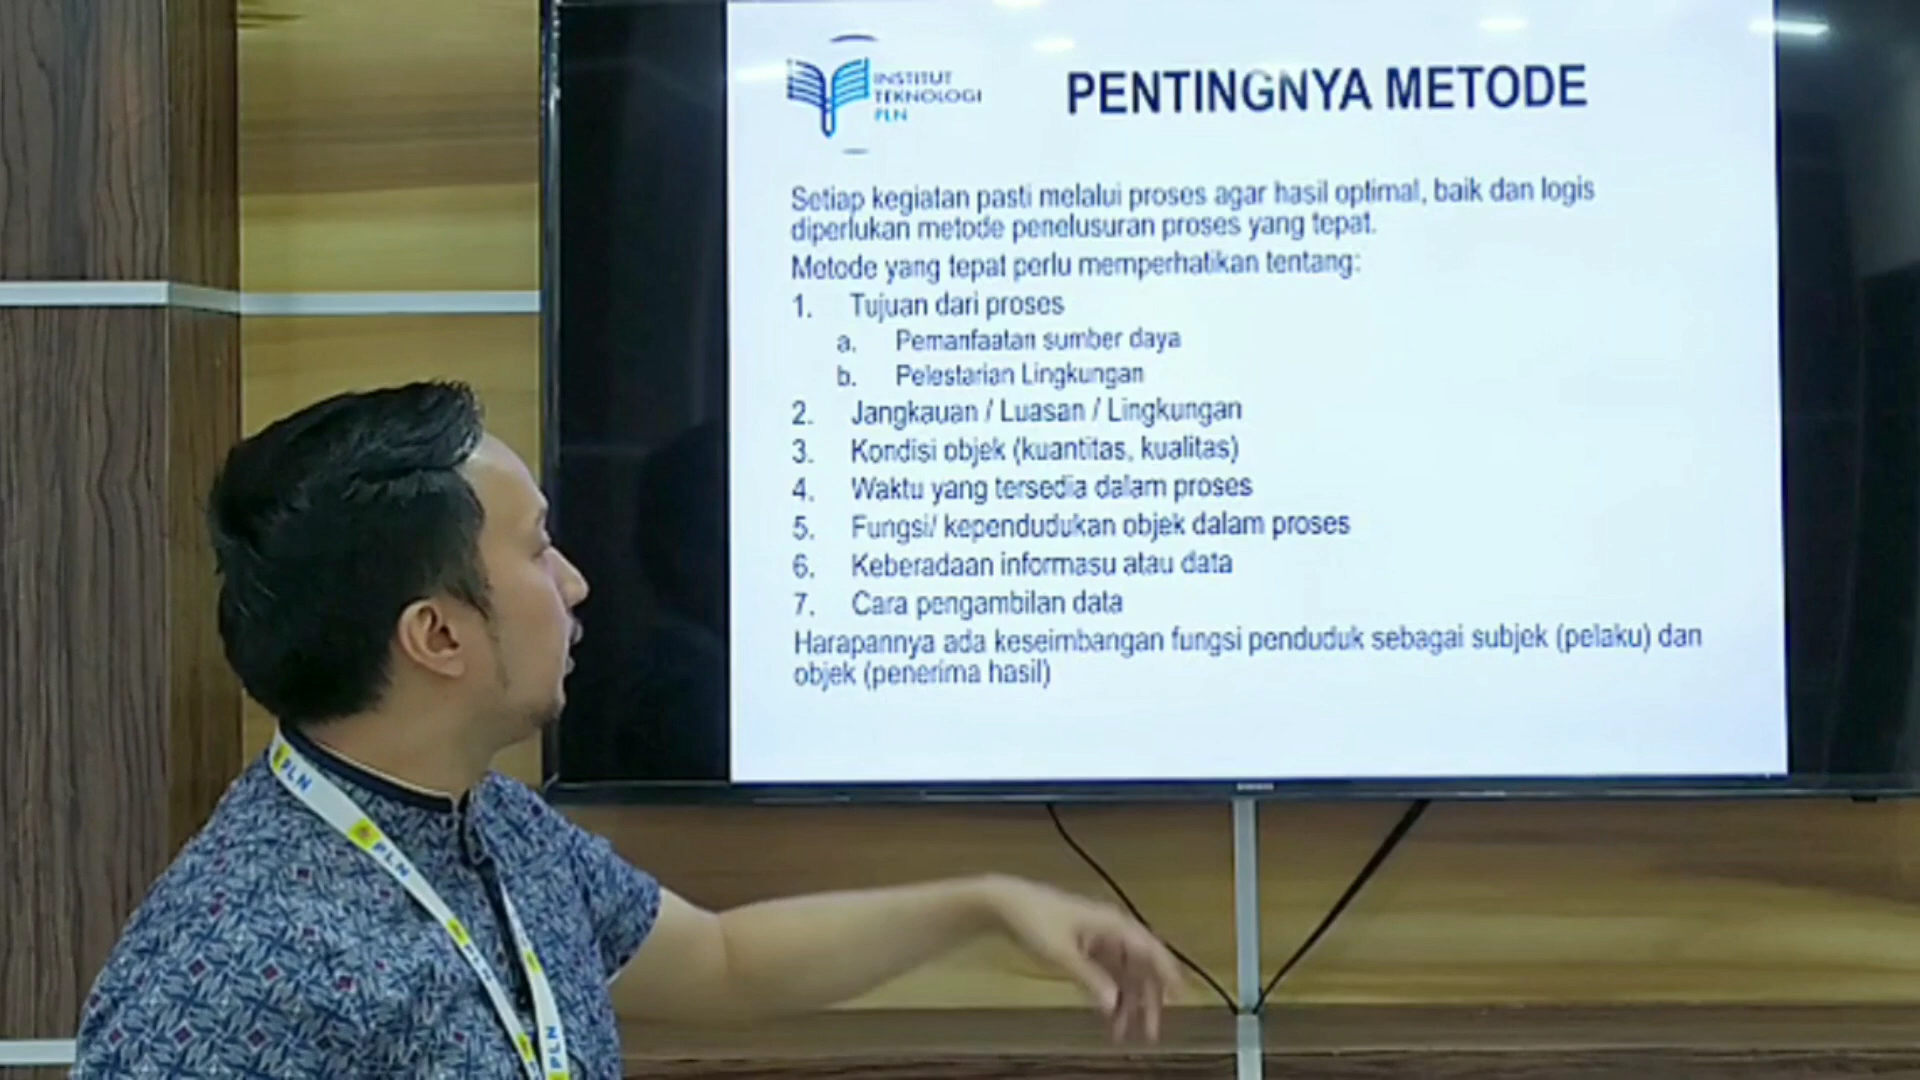 INSTITUT
TEKNOLOGI
PLN
PENTINGNYA METODE
Setiap kegiatan pasti melalui proses agar hasil optimal, baik dan logis
diperlukan metode penelusuran proses yang tepat.
Metode yang tepat perlu memperhatikan tentang:
1. Tujuan dari proses
a. Pemanfaatan sumber daya
b. Pelestarian Lingkungan
2. Jangkauan / Luasan / Lingkungan
3. Kondisi objek (kuantitas, kualitas)
4. Waktu yang tersedia dalam proses
5. Fungsi/ kependudukan objek dalam proses
6. Keberadaan informasu atau data
7. Cara pengambilan data
Harapannya ada keseimbangan fungsi penduduk sebagai subjek (pelaku) dan
objek (penerima hasil)
PLN
PLN
PLN